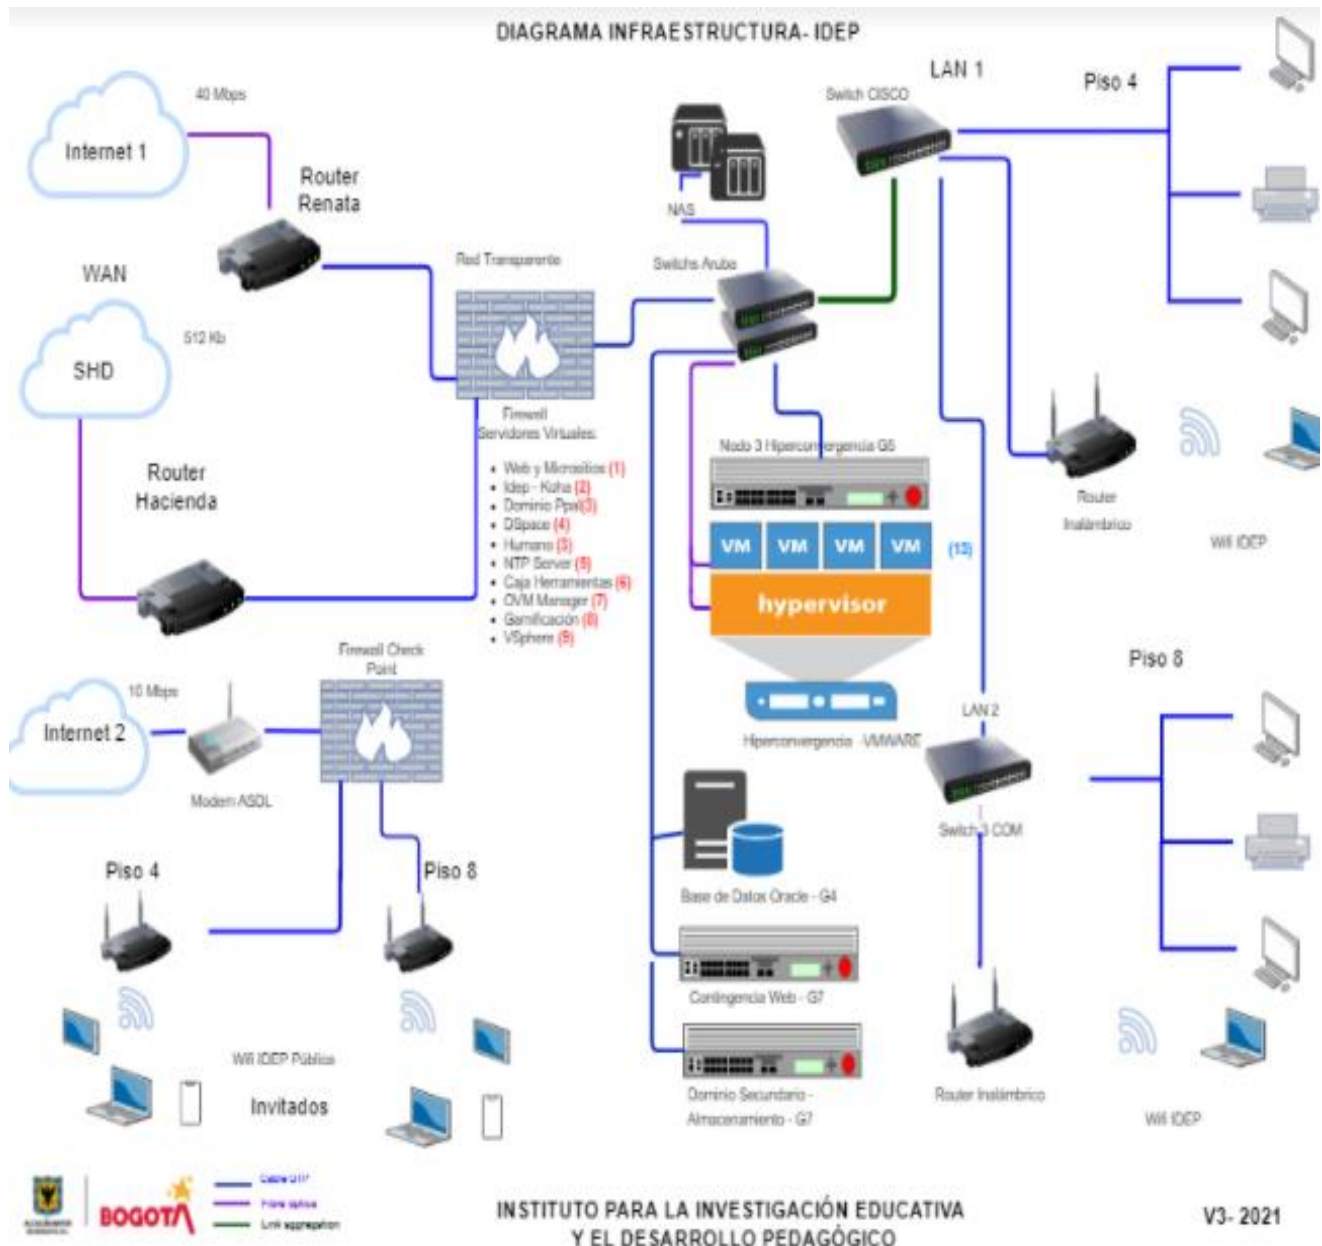 DIAGRAMA INFRAESTRUCTURA- IDEP
LAN 1
Piso 4
40 Mbps
Switch CISCO
Internet 1
Router
Renata
NAS
WAN
Red Transparente
Switchs Aruba
512 Kb
SHD
Firewall
Servidores Virtuales:
• Web y Micrositios (1)
• Idep - Koha (2)
• Dominio Ppal(3)
• DSpace (4)
• Humano (3)
• NTP Server (5)
• Caja Herramientas (6)
• OVM Manager (7)
• Gamificación (8)
• VSphere (9)
Router
Hacienda
Nodo 3 Hiperconvergencia G6
VM VM VM VM (13)
hypervisor
Hiperconvergencia - VMWARE
Router
Inalámbrico
Wifi IDEP
Firewall Check
Point
Piso 8
10 Mbps
Internet 2
Modem ASDL
LAN 2
Switch 3 COM
Piso 4
Piso 8
Base de Datos Oracle - G4
Contingencia Web - G7
Wifi IDEP Público
Invitados
Dominio Secundario -
Almacenamiento - G7
Router Inalámbrico
Wifi IDEP
BOGOTÁ
Cable UTP
Fibra óptica
Link aggregation
INSTITUTO PARA LA INVESTIGACIÓN EDUCATIVA
Y EL DESARROLLO PEDAGÓGICO
V3- 2021